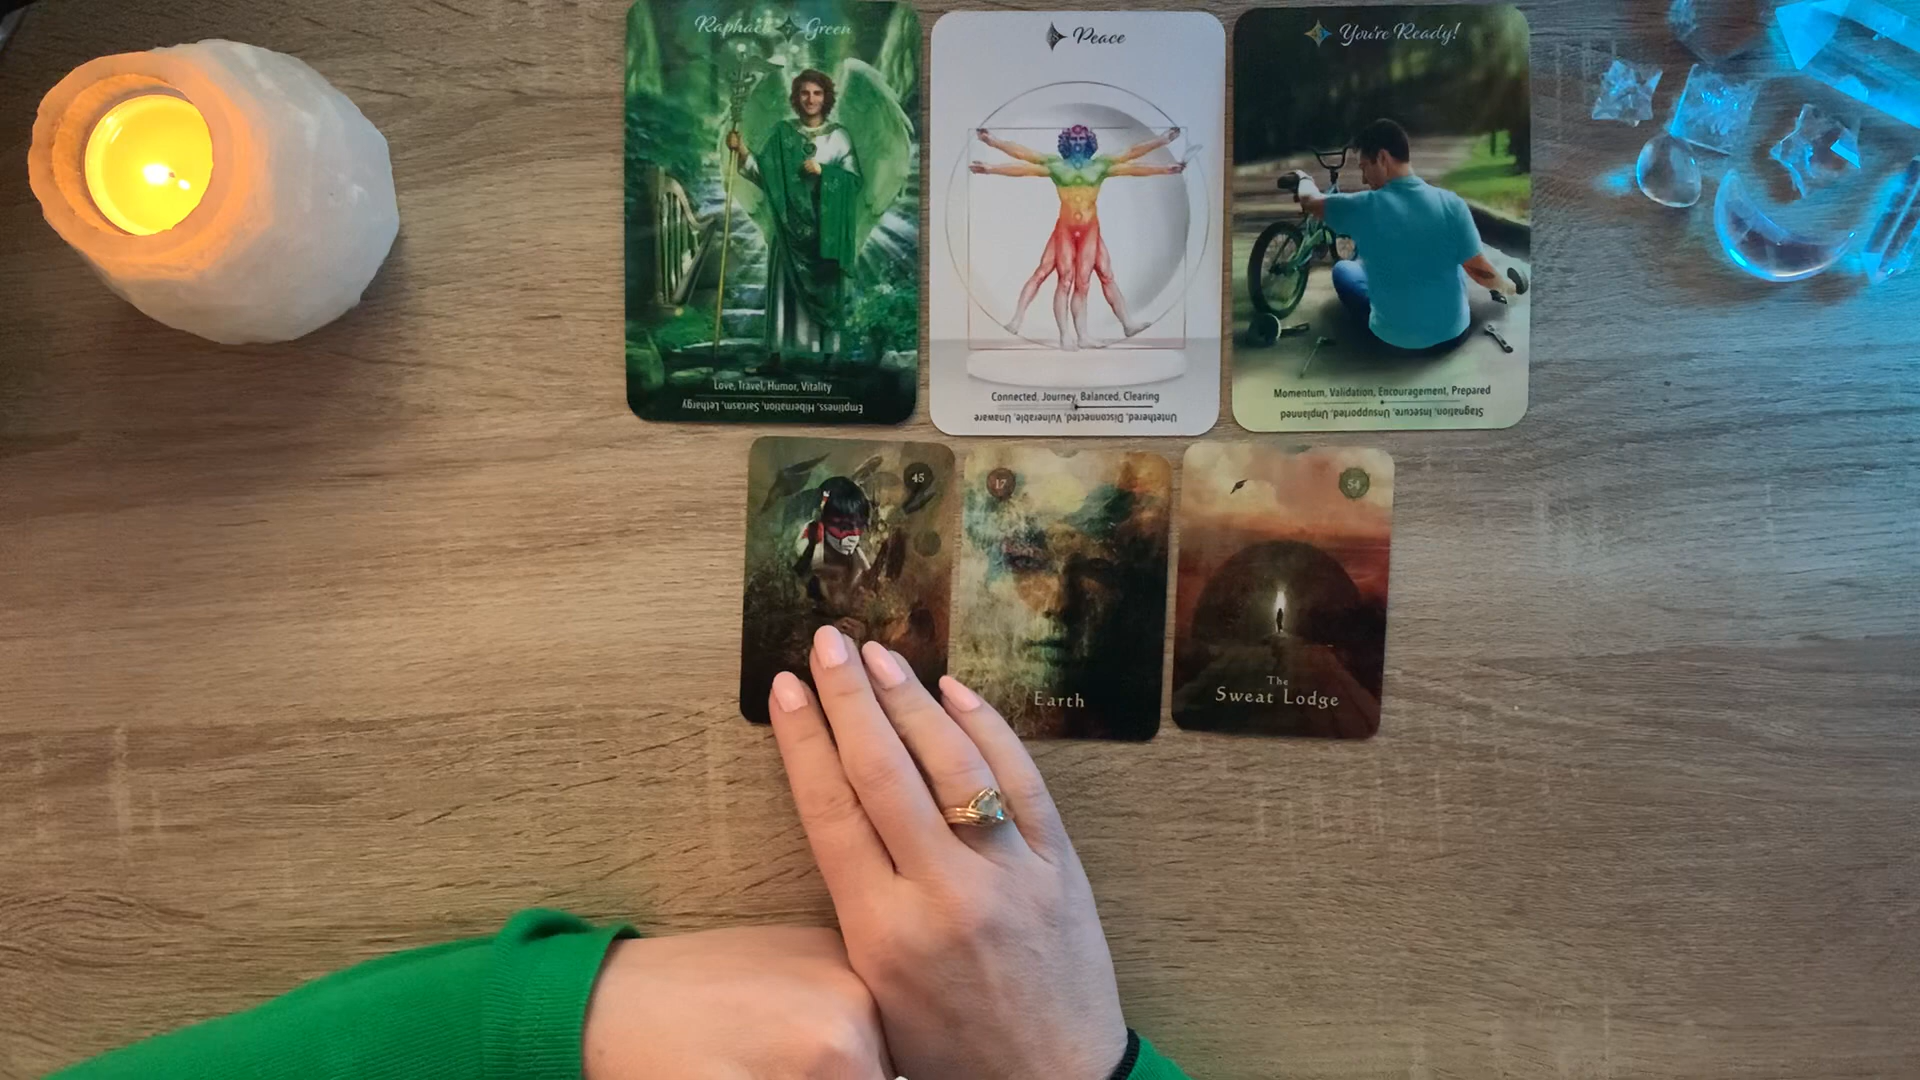 Raphael Green
Love, Travel, Humor, Vitality
Emptiness, Hibernation, Sarcasm, Lethargy
Peace
Connected, Journey, Balanced, Clearing
Untethered, Disconnected, Vulnerable, Unaware
You're Ready!
Momentum, Validation, Encouragement, Prepared
Stagnation, Insecure, Unsupported, Unplanned
45
17
Earth
54
The
Sweat Lodge